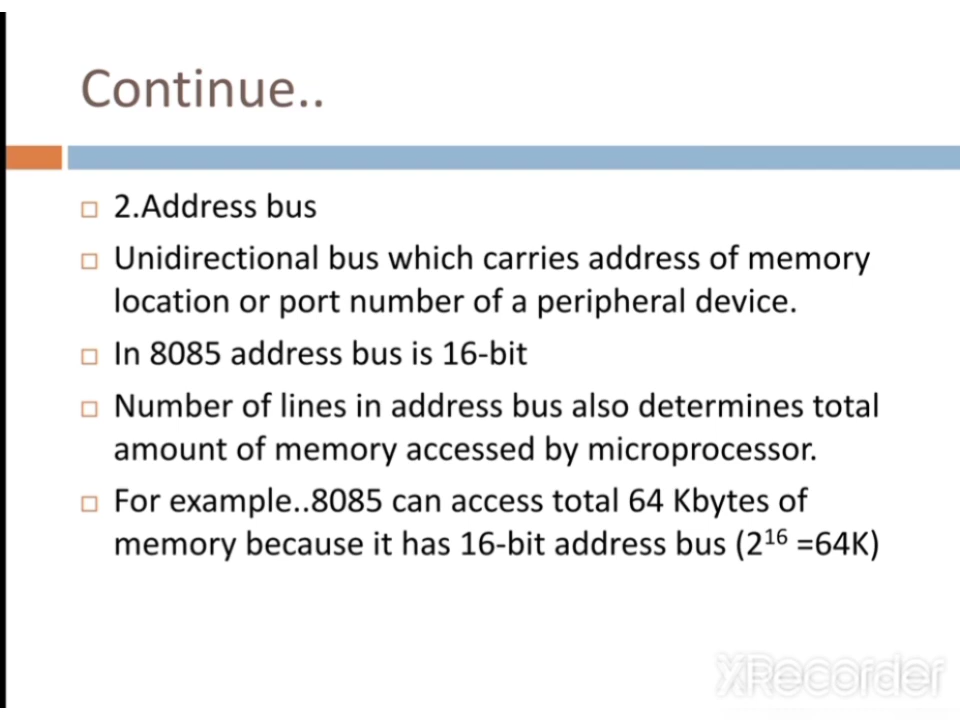 Continue..
2.Address bus
Unidirectional bus which carries address of memory
location or port number of a peripheral device.
In 8085 address bus is 16-bit
Number of lines in address bus also determines total
amount of memory accessed by microprocessor.
For example..8085 can access total 64 Kbytes of
memory because it has 16-bit address bus (2¹⁶ =64K)
XRecorder